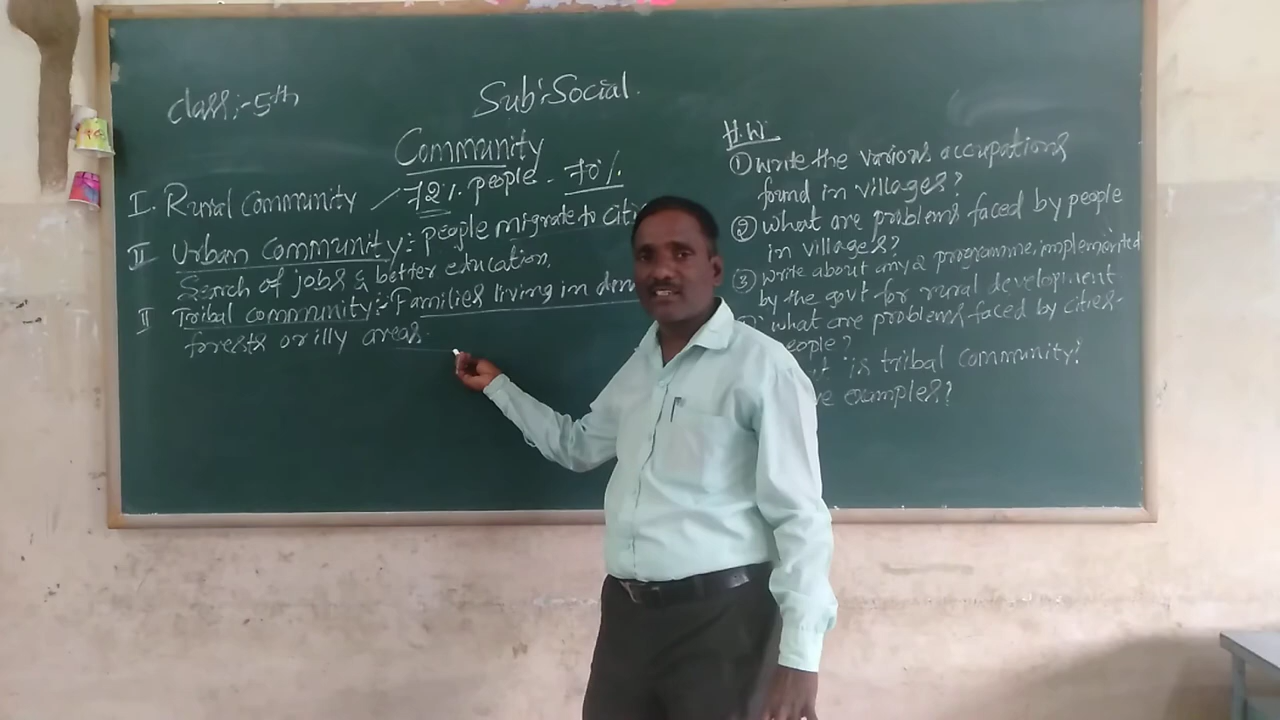 Class:- 5th
Sub:Social.
Community
I. Rural Community 72%. people - 70%
II Urban community:- people migrate to
Search of jobs & better education.
II Tribal community:- Families living in
forests or illy areas.
H.W:
① Write the various occupations
found in villages?
② What are problems faced by people
in villages?
③ Write about any 2 programme, implemented
by the govt for rural development
what are problems faced by cities-
eople?
is tribal community?
examples?